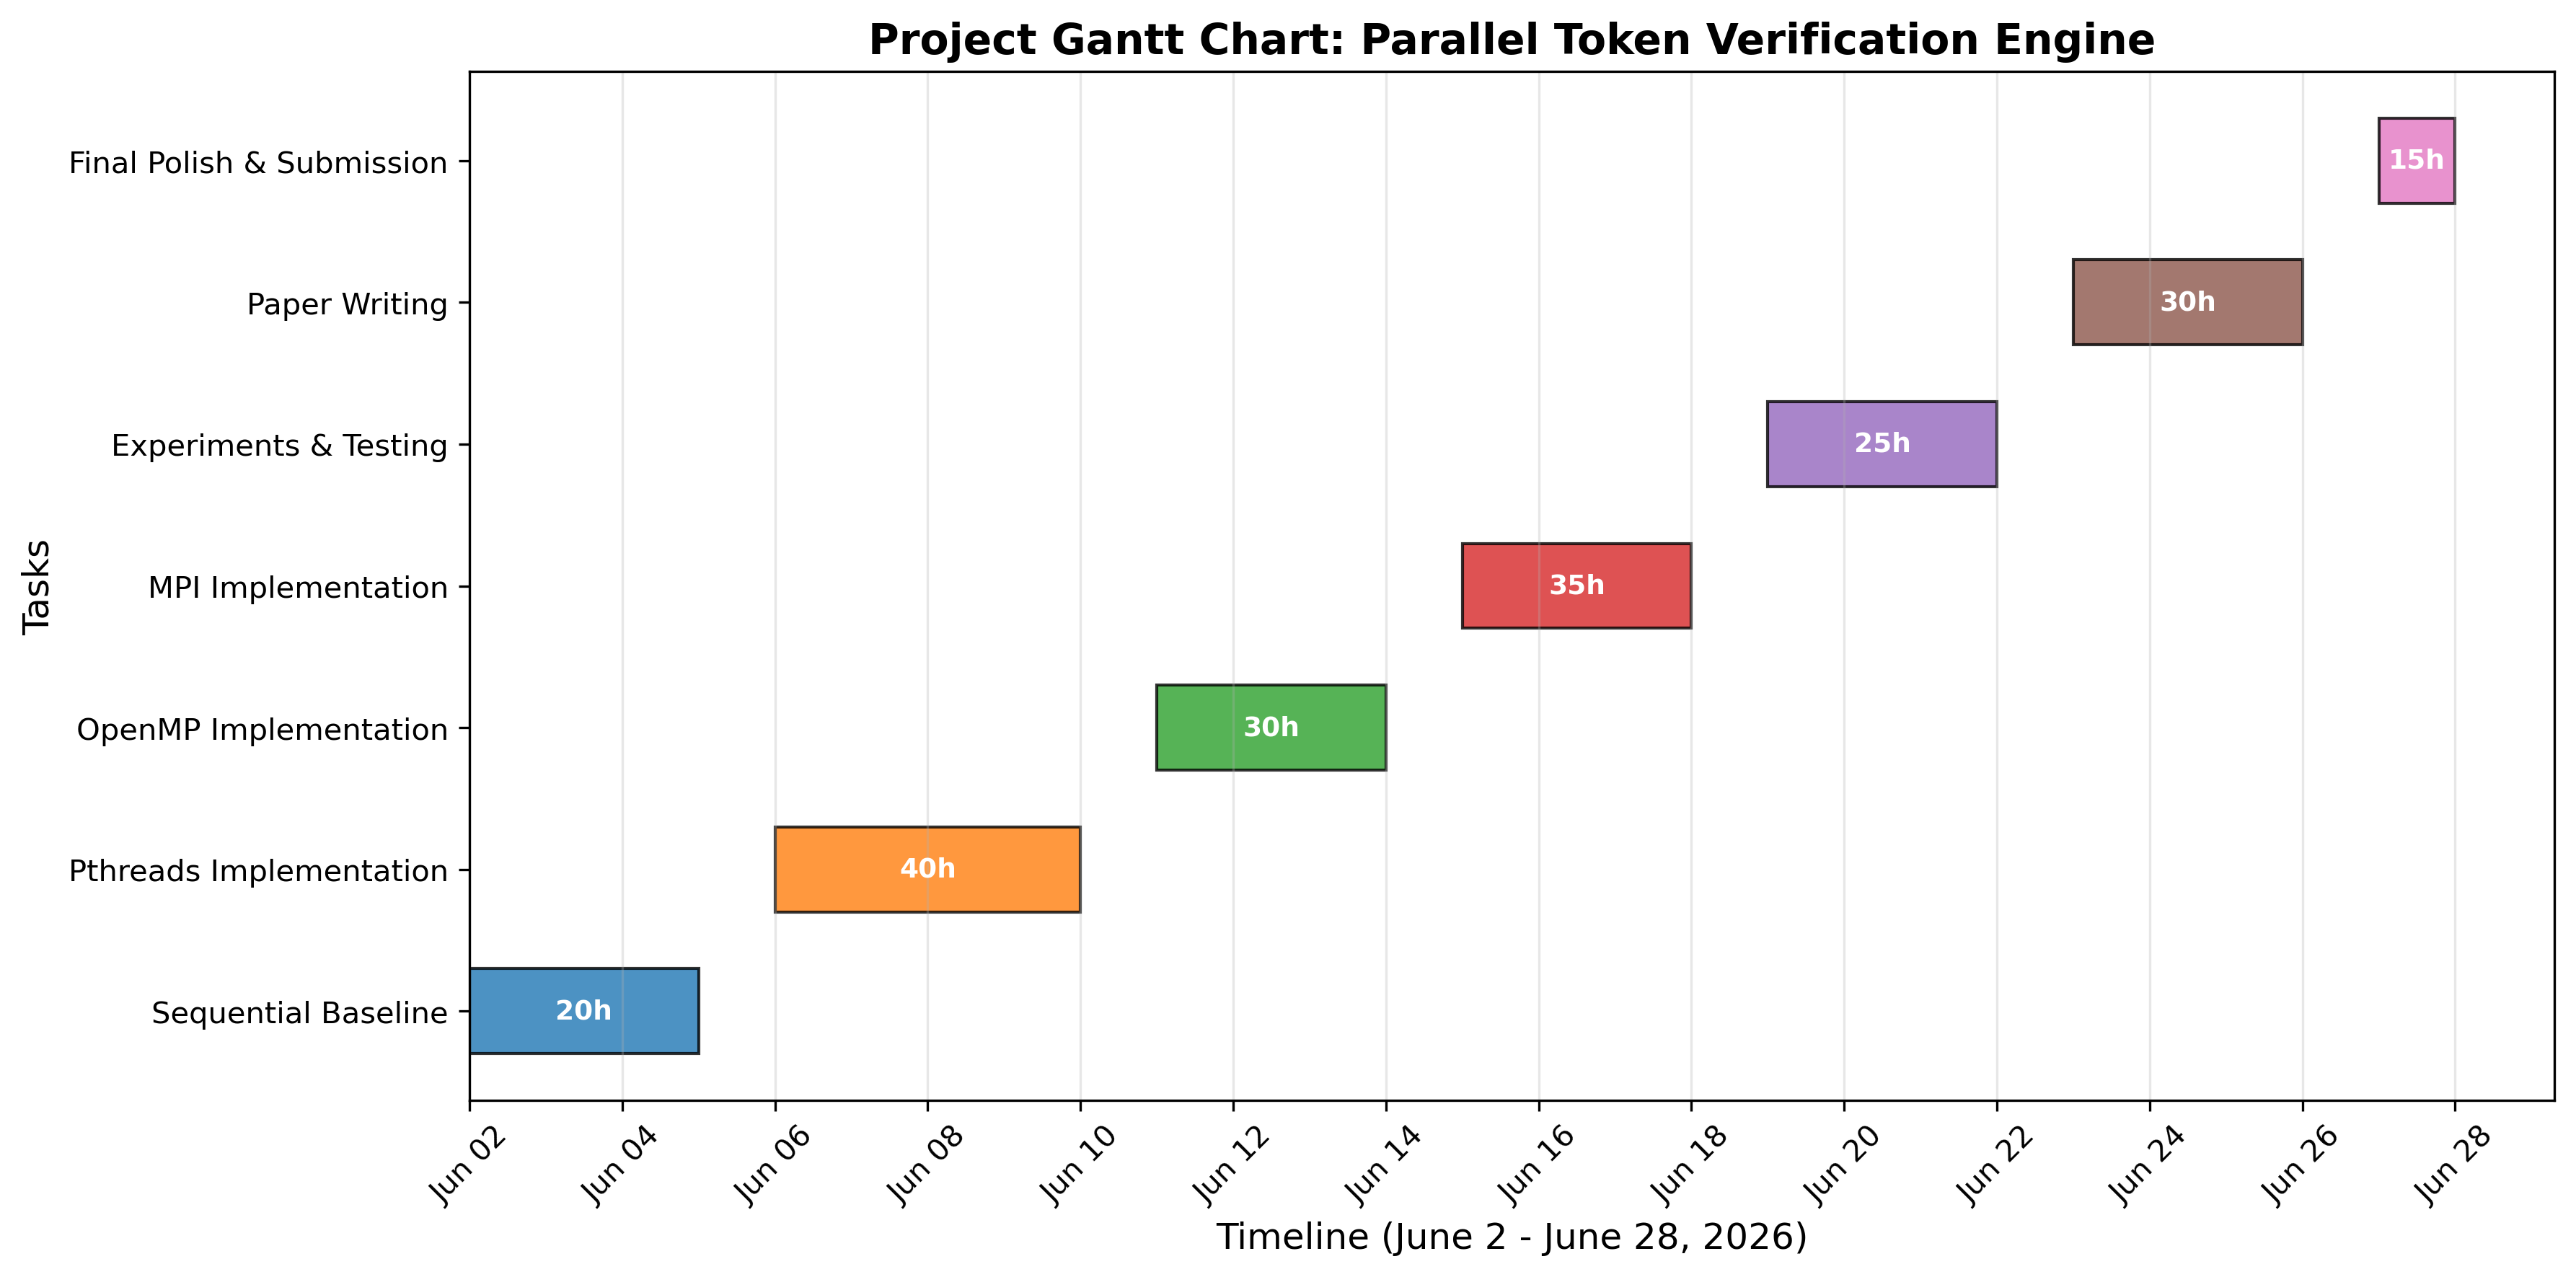 Project Gantt Chart: Parallel Token Verification Engine
Tasks
Final Polish & Submission
15h
Paper Writing
30h
Experiments & Testing
25h
MPI Implementation
35h
OpenMP Implementation
30h
Pthreads Implementation
40h
Sequential Baseline
20h
Jun 02
Jun 04
Jun 06
Jun 08
Jun 10
Jun 12
Jun 14
Jun 16
Jun 18
Jun 20
Jun 22
Jun 24
Jun 26
Jun 28
Timeline (June 2 - June 28, 2026)